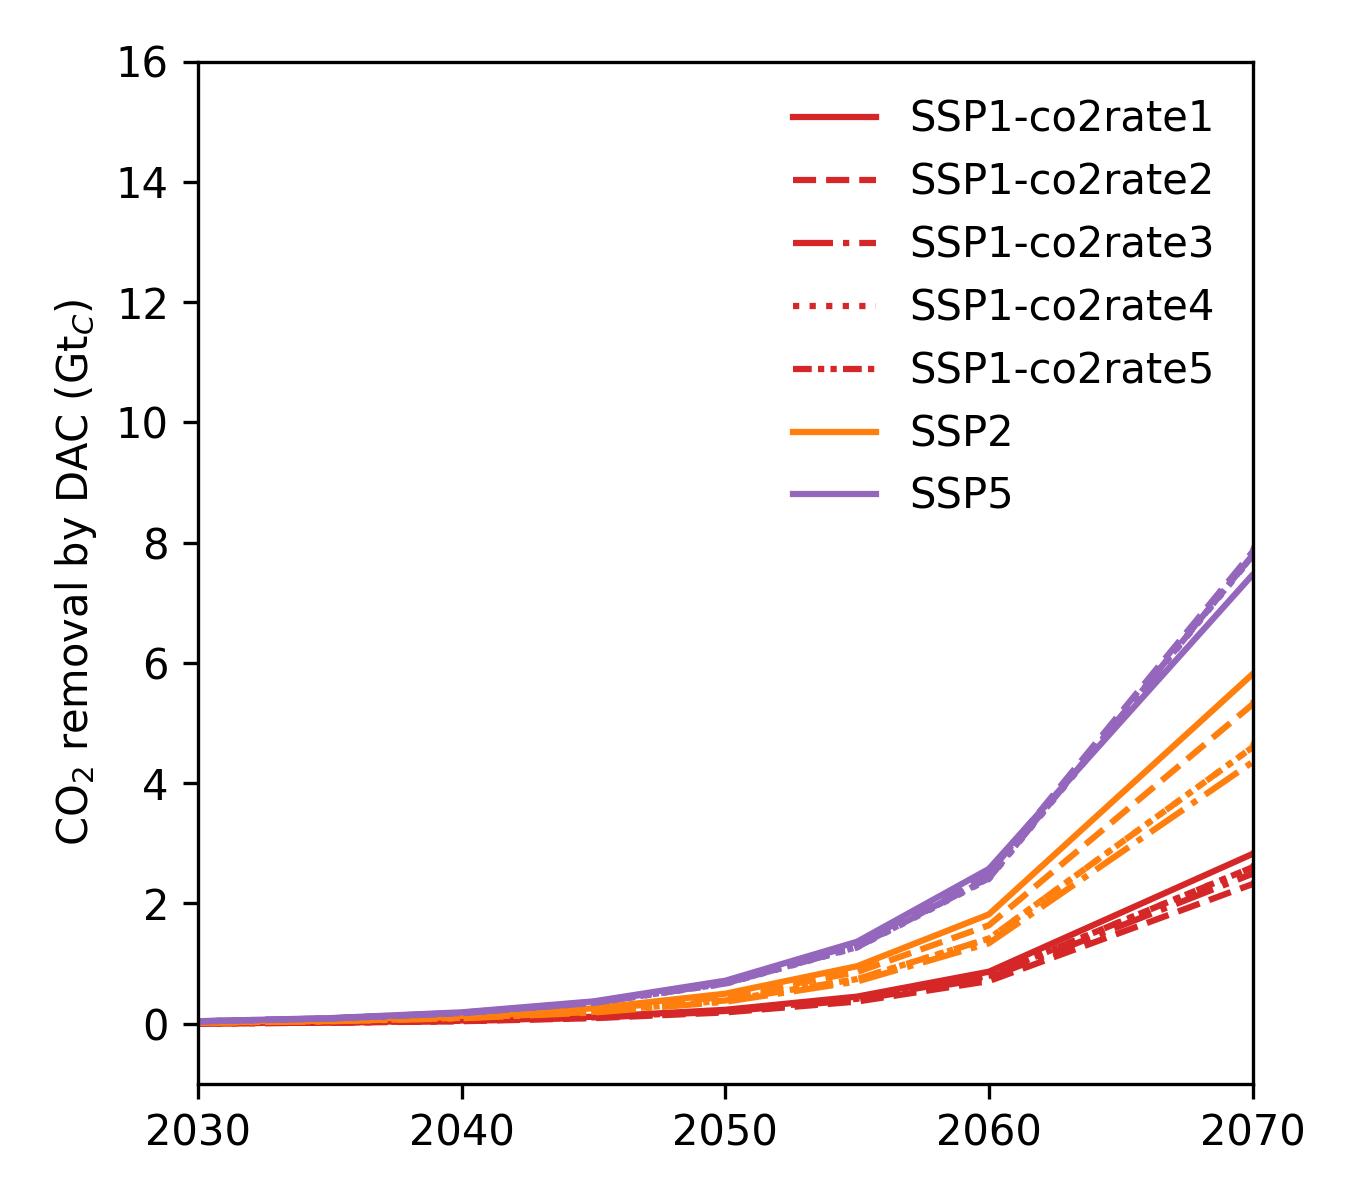 CO₂ removal by DAC (Gt_C)
16
14
12
10
8
6
4
2
0
2030 2040 2050 2060 2070
SSP1-co2rate1
SSP1-co2rate2
SSP1-co2rate3
SSP1-co2rate4
SSP1-co2rate5
SSP2
SSP5